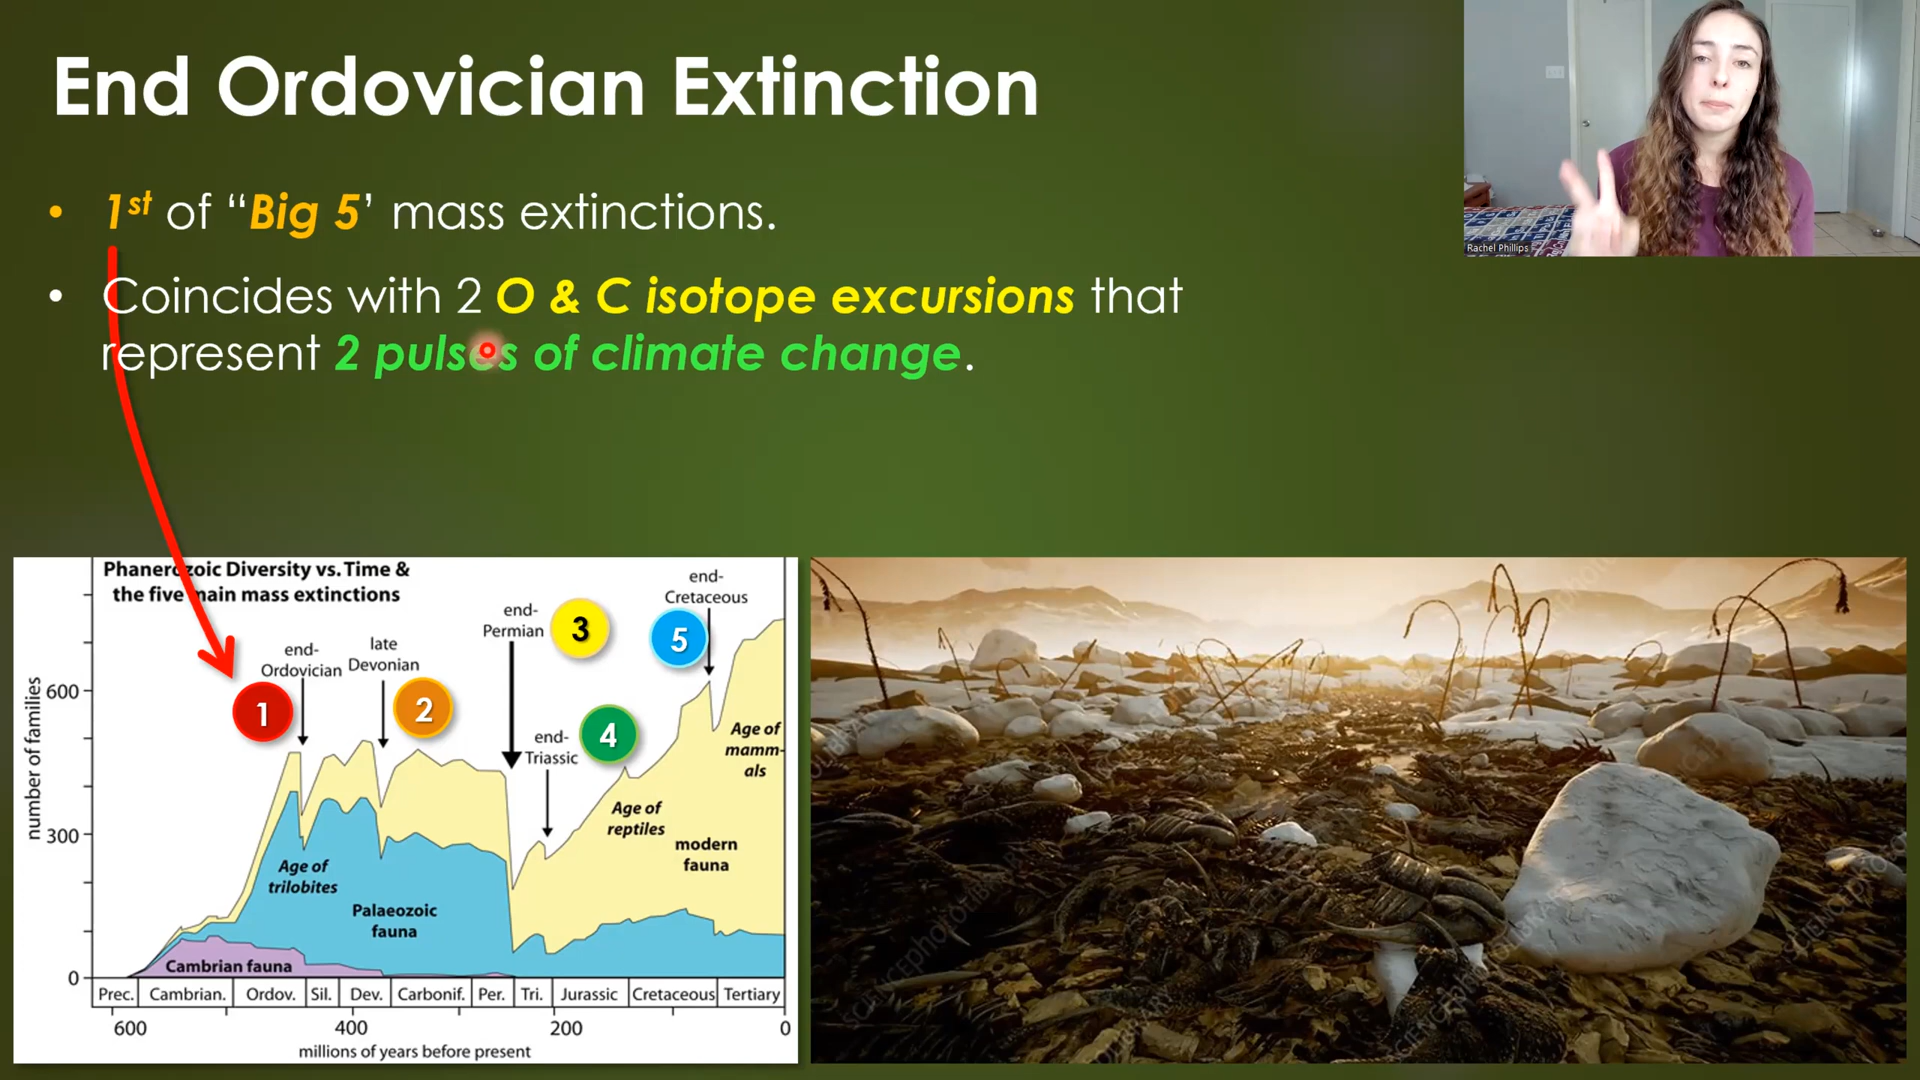 End Ordovician Extinction
• 1st of “Big 5’ mass extinctions.
• Coincides with 2 O & C isotope excursions that
represent 2 pulses of climate change.
Rachel Phillips
Phanerozoic Diversity vs. Time &
the five main mass extinctions
end-
Ordovician
1
late
Devonian
2
end-
Permian
3
end-
Triassic
4
end-
Cretaceous
5
number of families
600
300
0
Age of
trilobites
Palaeozoic
fauna
Cambrian fauna
Age of
reptiles
modern
fauna
Age of
mamm-
als
Prec. Cambrian. Ordov. Sil. Dev. Carbonif. Per. Tri. Jurassic Cretaceous Tertiary
600 400 200 0
millions of years before present